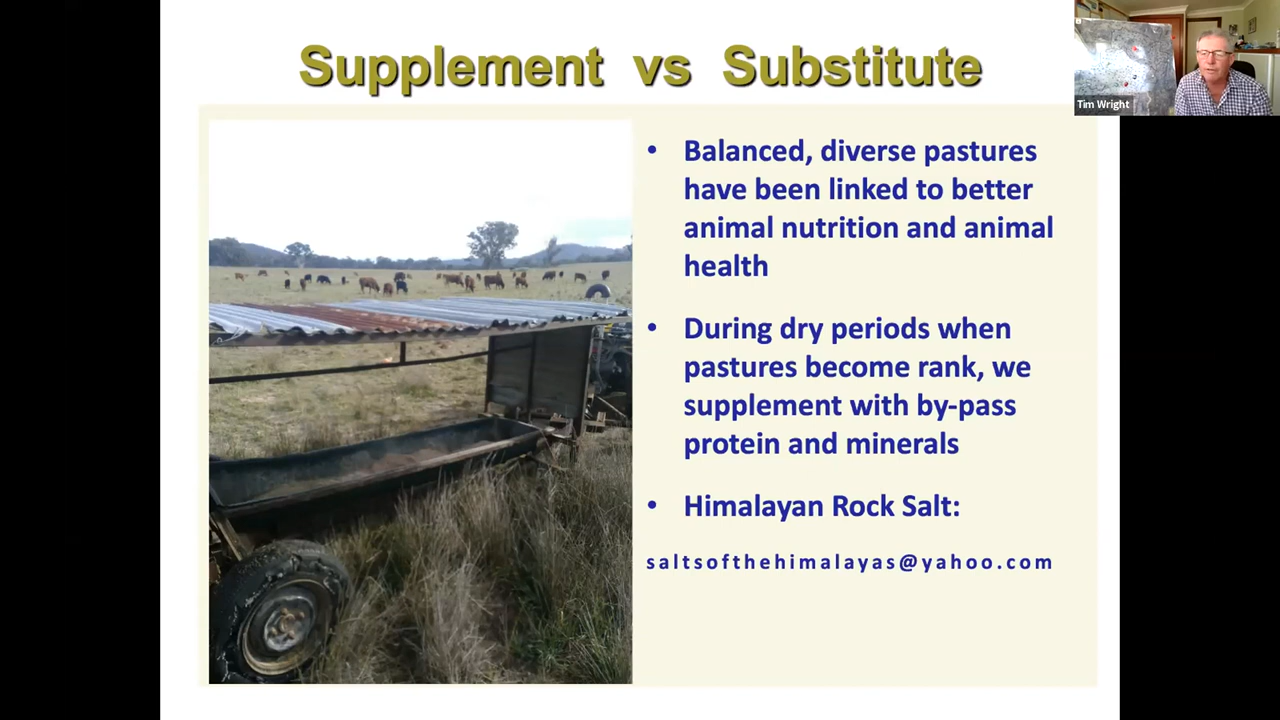 Supplement vs Substitute
Tim Wright
• Balanced, diverse pastures
have been linked to better
animal nutrition and animal
health
• During dry periods when
pastures become rank, we
supplement with by-pass
protein and minerals
• Himalayan Rock Salt:
saltsofthehimalayas@yahoo.com